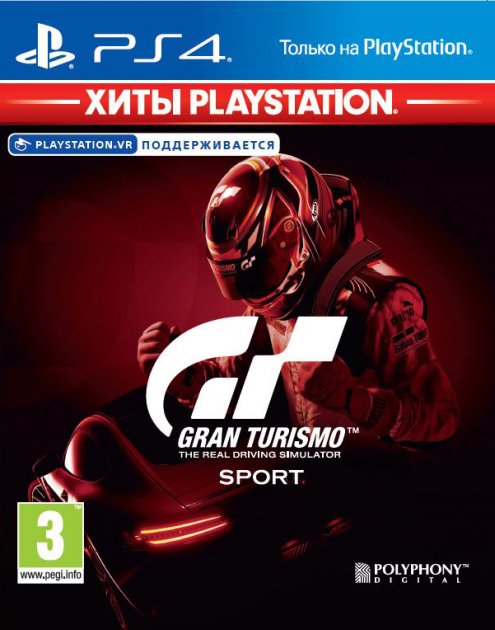 PS4
Только на PlayStation®
ХИТЫ PLAYSTATION®
PLAYSTATION®VR ПОДДЕРЖИВАЕТСЯ
GT
GRAN TURISMO™
THE REAL DRIVING SIMULATOR
SPORT
3
www.pegi.info
POLYPHONY™
DIGITAL